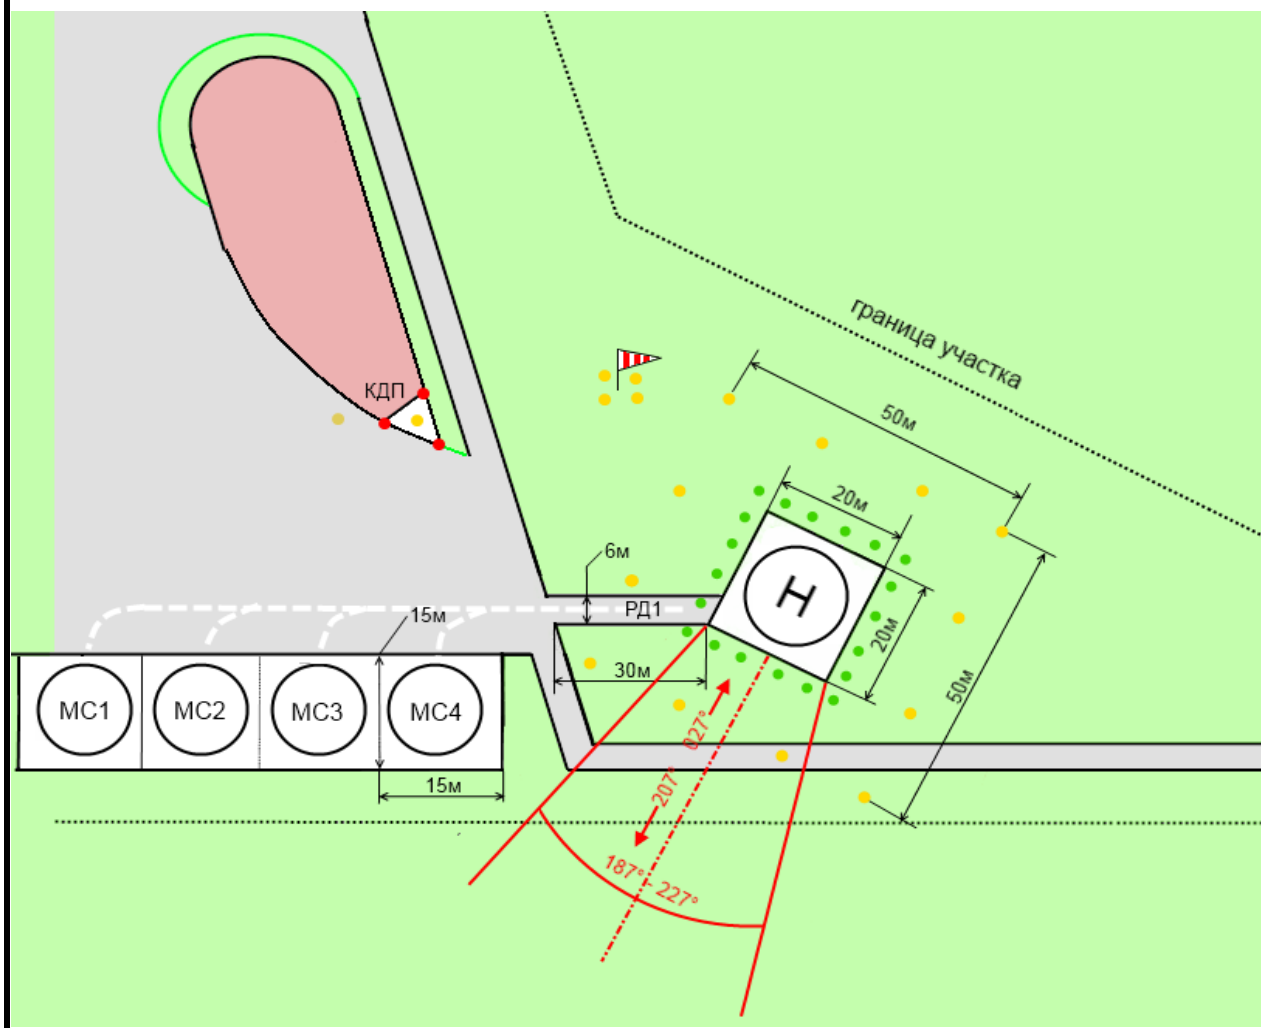 граница участка
КДП
50м
20м
6м
РД1
15м
20м
50м
30м
МС1
МС2
МС3
МС4
027°
207°
15м
187° - 227°
H